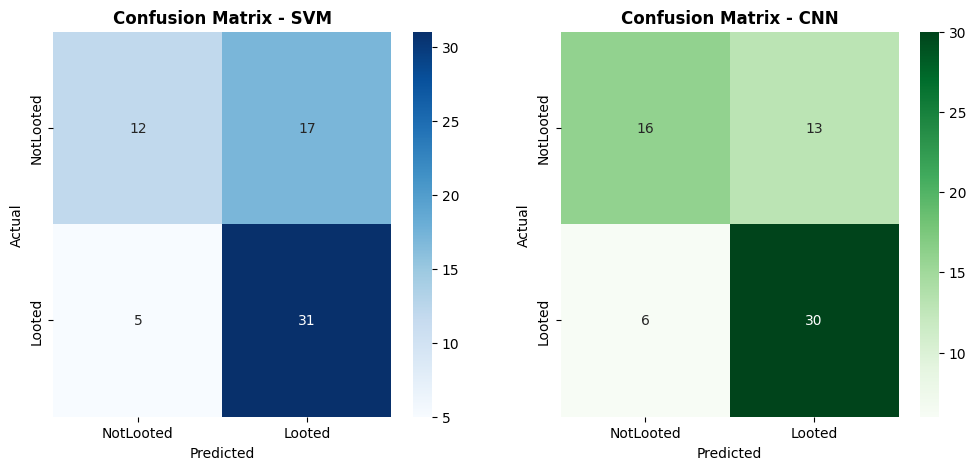 Confusion Matrix - SVM
NotLooted
Looted
Actual
12
17
5
31
NotLooted
Looted
Predicted
30
25
20
15
10
5
Confusion Matrix - CNN
NotLooted
Looted
Actual
16
13
6
30
NotLooted
Looted
Predicted
30
25
20
15
10